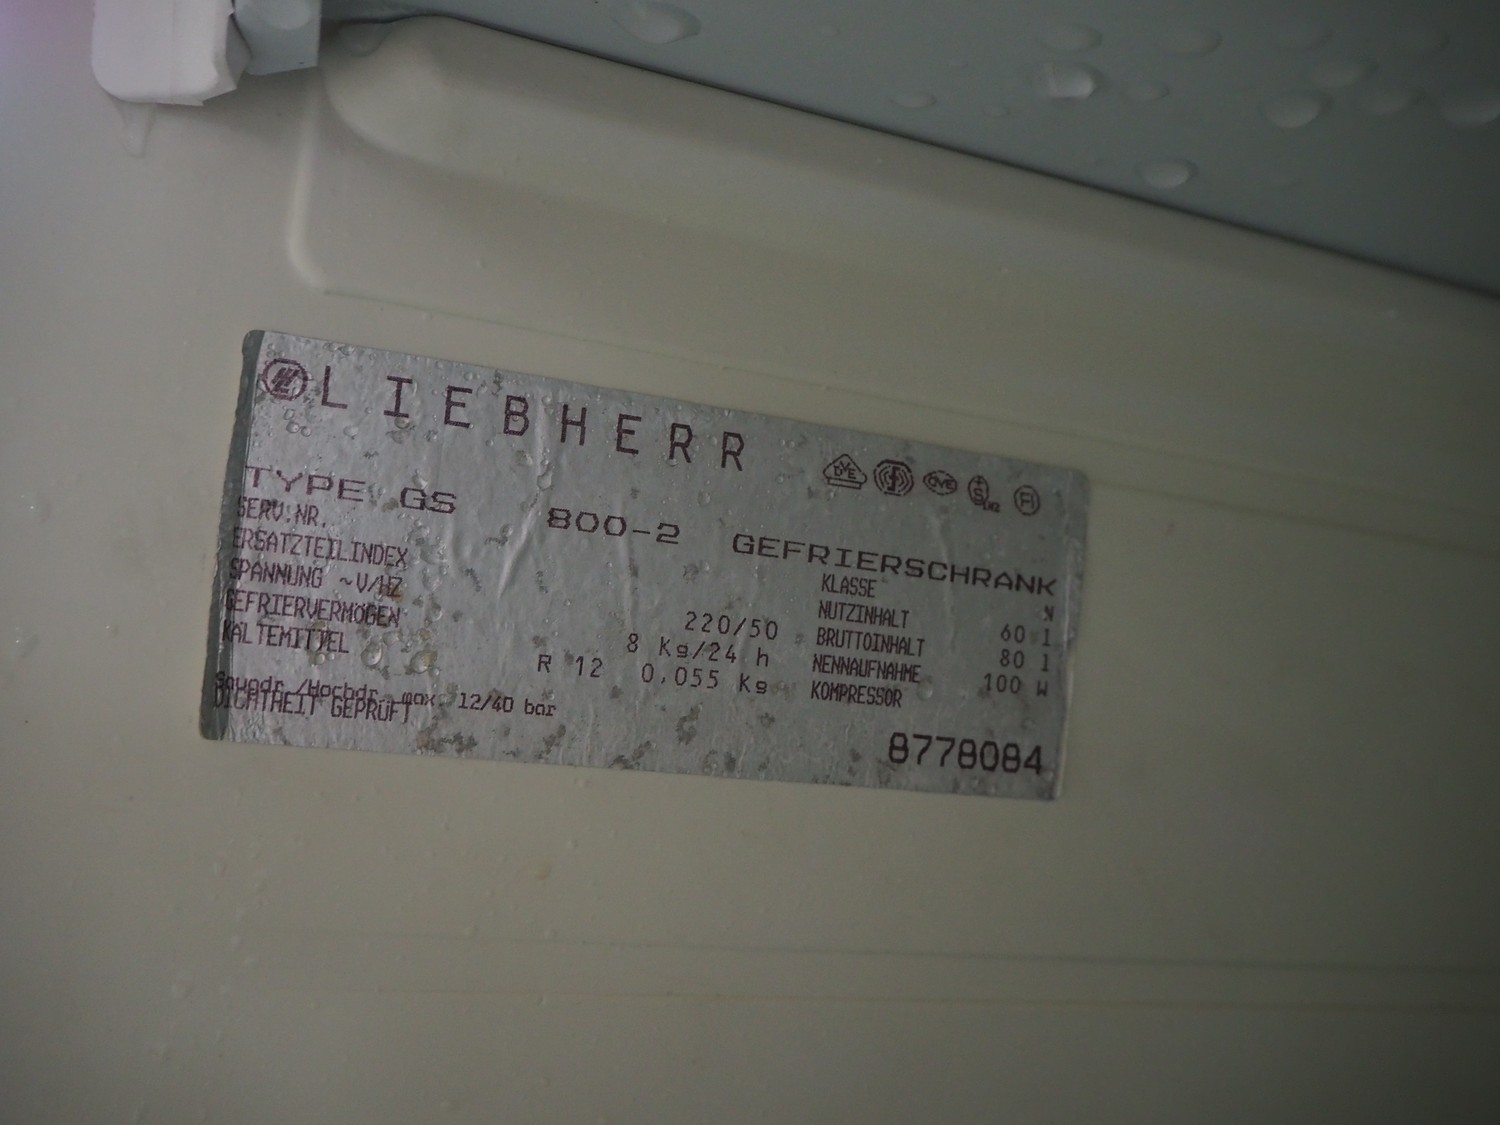 LIEBHERR
TYPE GS 800-2 GEFRIERSCHRANK
SERV.NR.
ERSATZTEILINDEX
SPANNUNG ~V/HZ 220/50
GEFRIERVERMÖGEN 8 Kg/24 h
KÄLTEMITTEL R 12 0,055 Kg
max 12/40 bar
DICHTHEIT GEPRÜFT
KLASSE N
NUTZINHALT 60 l
BRUTTOINHALT 80 l
NENNAUFNAHME 100 W
KOMPRESSOR
8778084